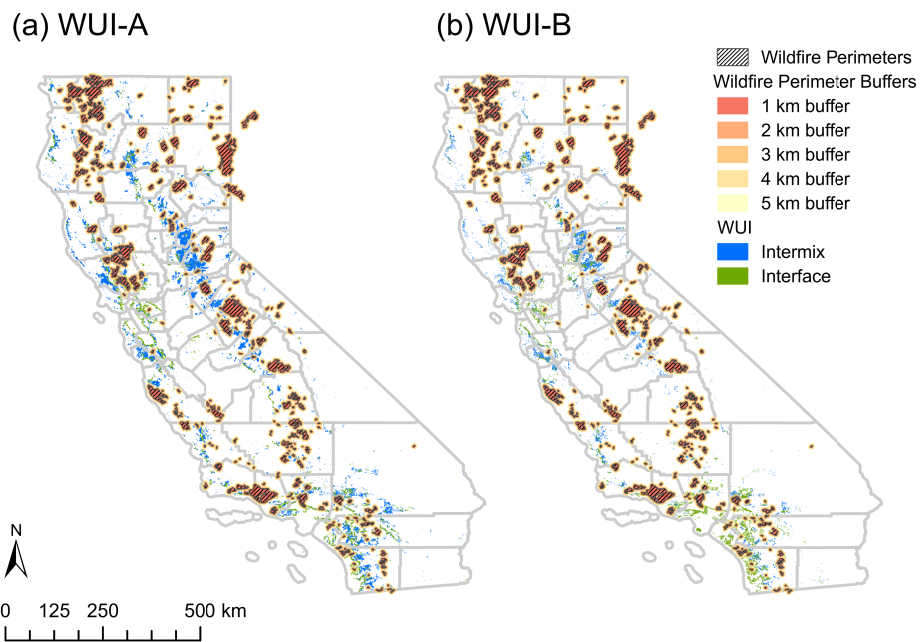 (a) WUI-A
(b) WUI-B
Wildfire Perimeters
Wildfire Perimeter Buffers
1 km buffer
2 km buffer
3 km buffer
4 km buffer
5 km buffer
WUI
Intermix
Interface
N
0 125 250 500 km